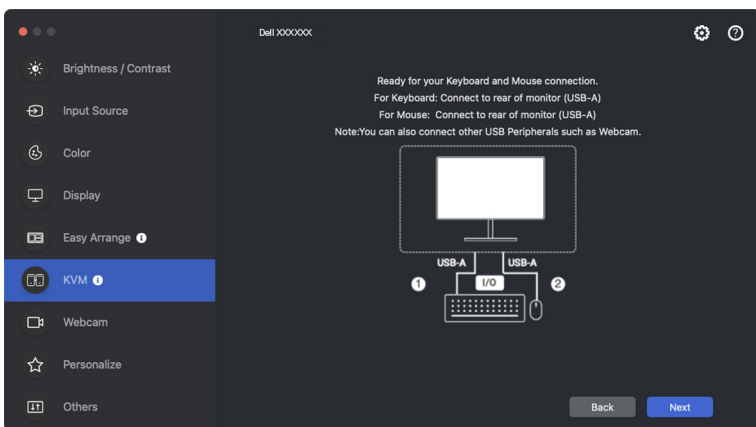 Dell XXXXXX
Brightness / Contrast
Input Source
Color
Display
Easy Arrange
KVM
Webcam
Personalize
Others
Ready for your Keyboard and Mouse connection.
For Keyboard: Connect to rear of monitor (USB-A)
For Mouse: Connect to rear of monitor (USB-A)
Note:You can also connect other USB Peripherals such as Webcam.
USB-A USB-A
1 I/O 2
Back Next